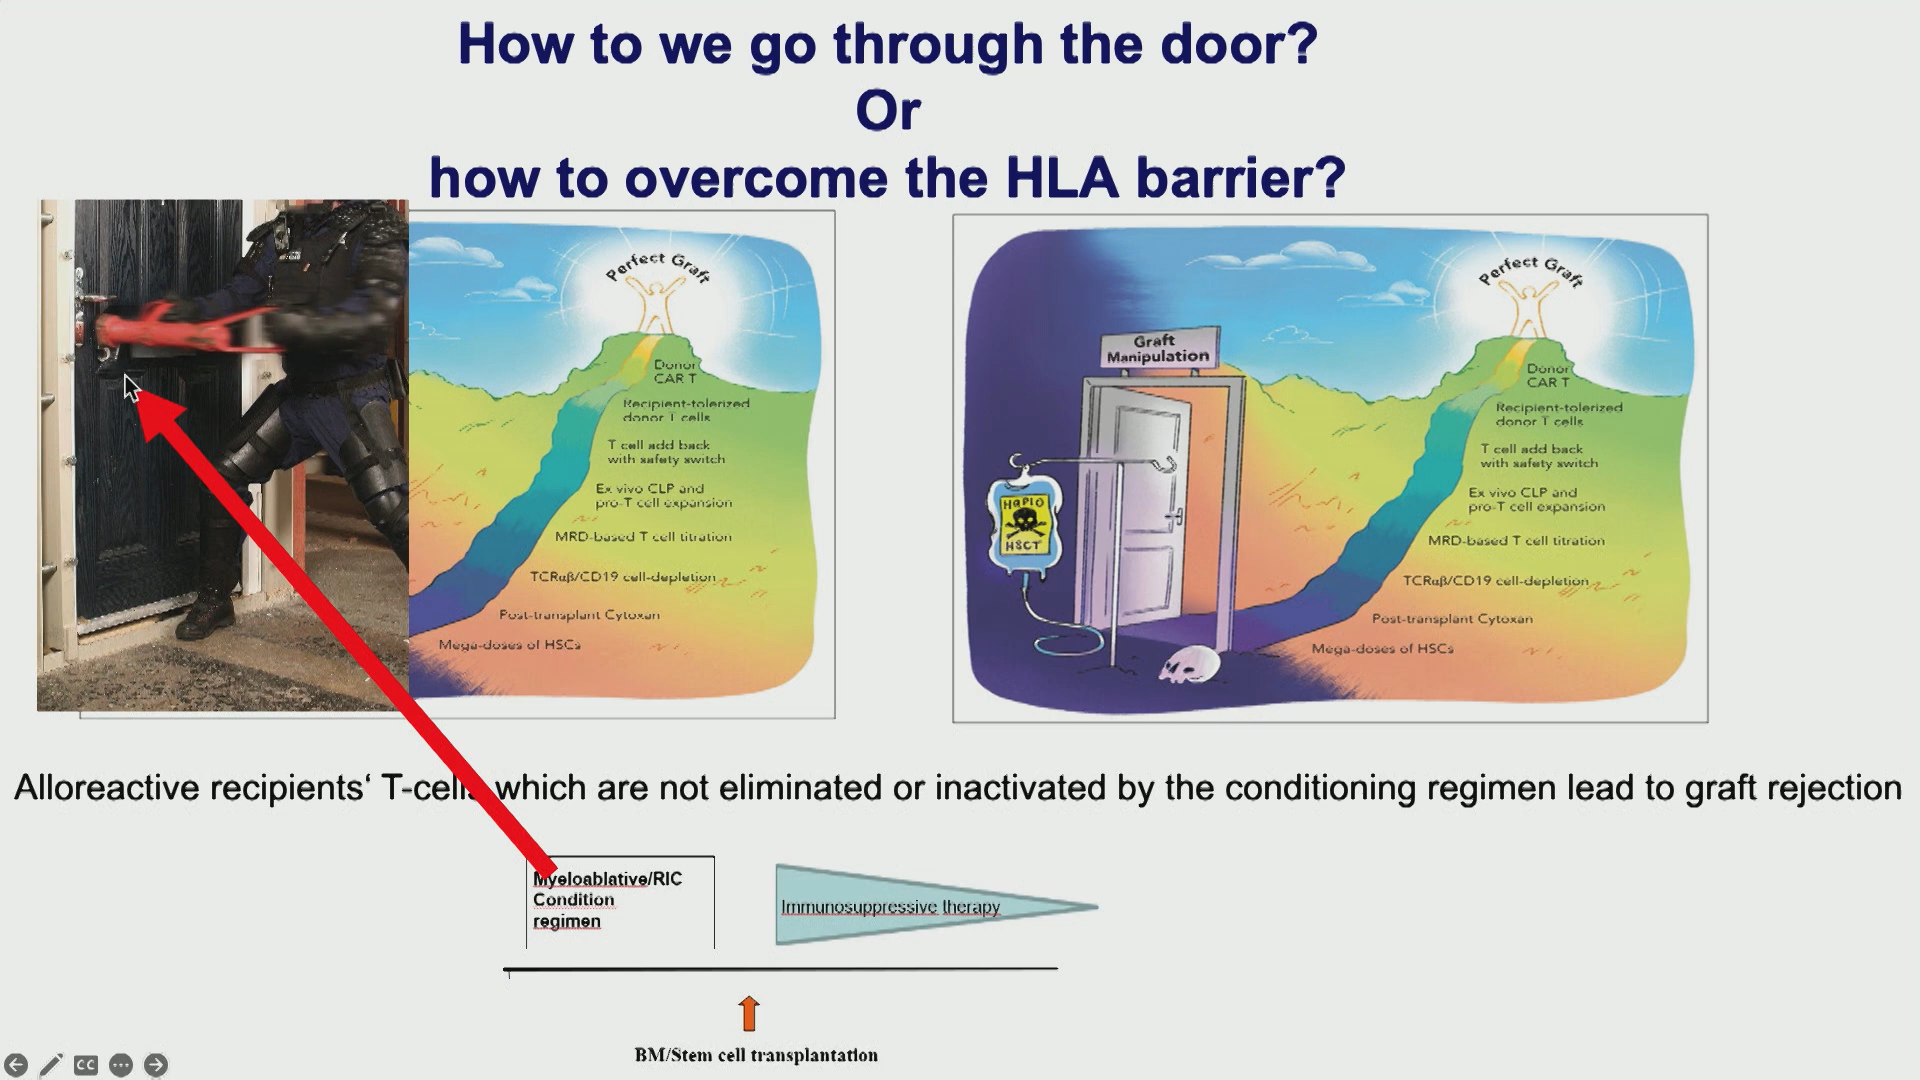 How to we go through the door?
Or
how to overcome the HLA barrier?
Perfect Graft
Donor
CAR T
Recipient-tolerized
donor T cells
T cell add back
with safety switch
Ex vivo CLP and
pro-T cell expansion
MRD-based T cell titration
TCRαβ/CD19 cell-depletion
Post-transplant Cytoxan
Mega-doses of HSCs
Perfect Graft
Graft
Manipulation
Donor
CAR T
Recipient-tolerized
donor T cells
T cell add back
with safety switch
Ex vivo CLP and
pro-T cell expansion
MRD-based T cell titration
TCRαβ/CD19 cell-depletion
Post-transplant Cytoxan
Mega-doses of HSCs
HAPLO
HSCT
Alloreactive recipients‘ T-cells which are not eliminated or inactivated by the conditioning regimen lead to graft rejection
Myeloablative/RIC
Condition
regimen
Immunosuppressive therapy
BM/Stem cell transplantation
CC